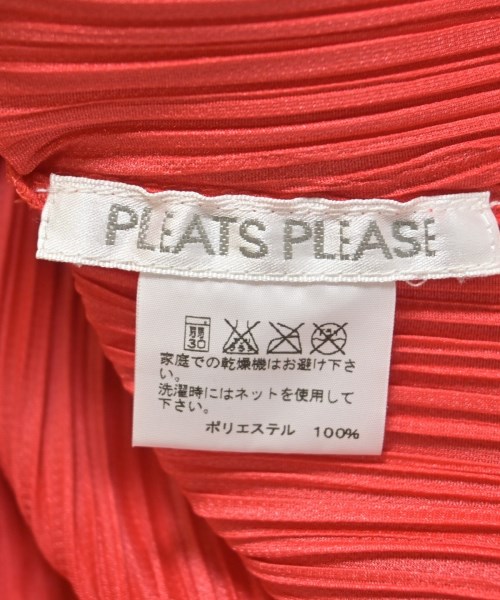 PLEATS PLEASE
30
家庭での乾燥機はお避け下さ
い。
洗濯時にはネットを使用して
下さい。
ポリエステル 100%